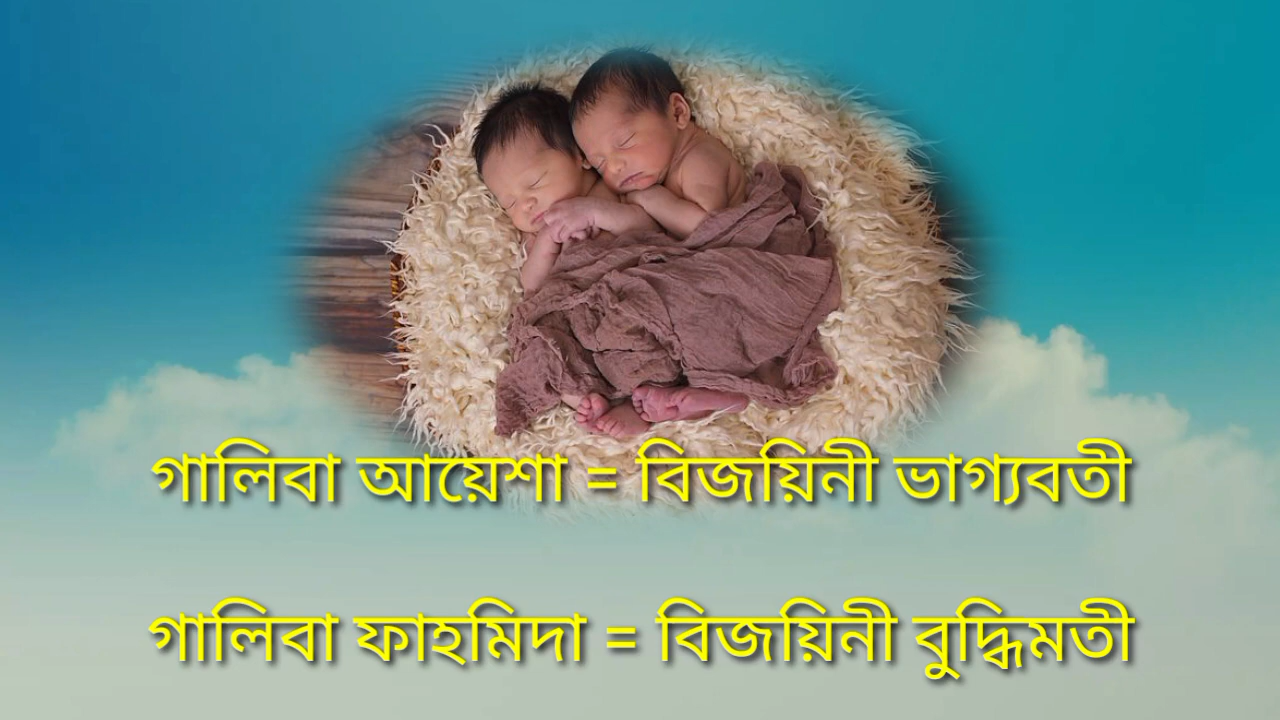 গালিবা আয়েশা = বিজয়িনী ভাগ্যবতী
গালিবা ফাহমিদা = বিজয়িনী বুদ্ধিমতী